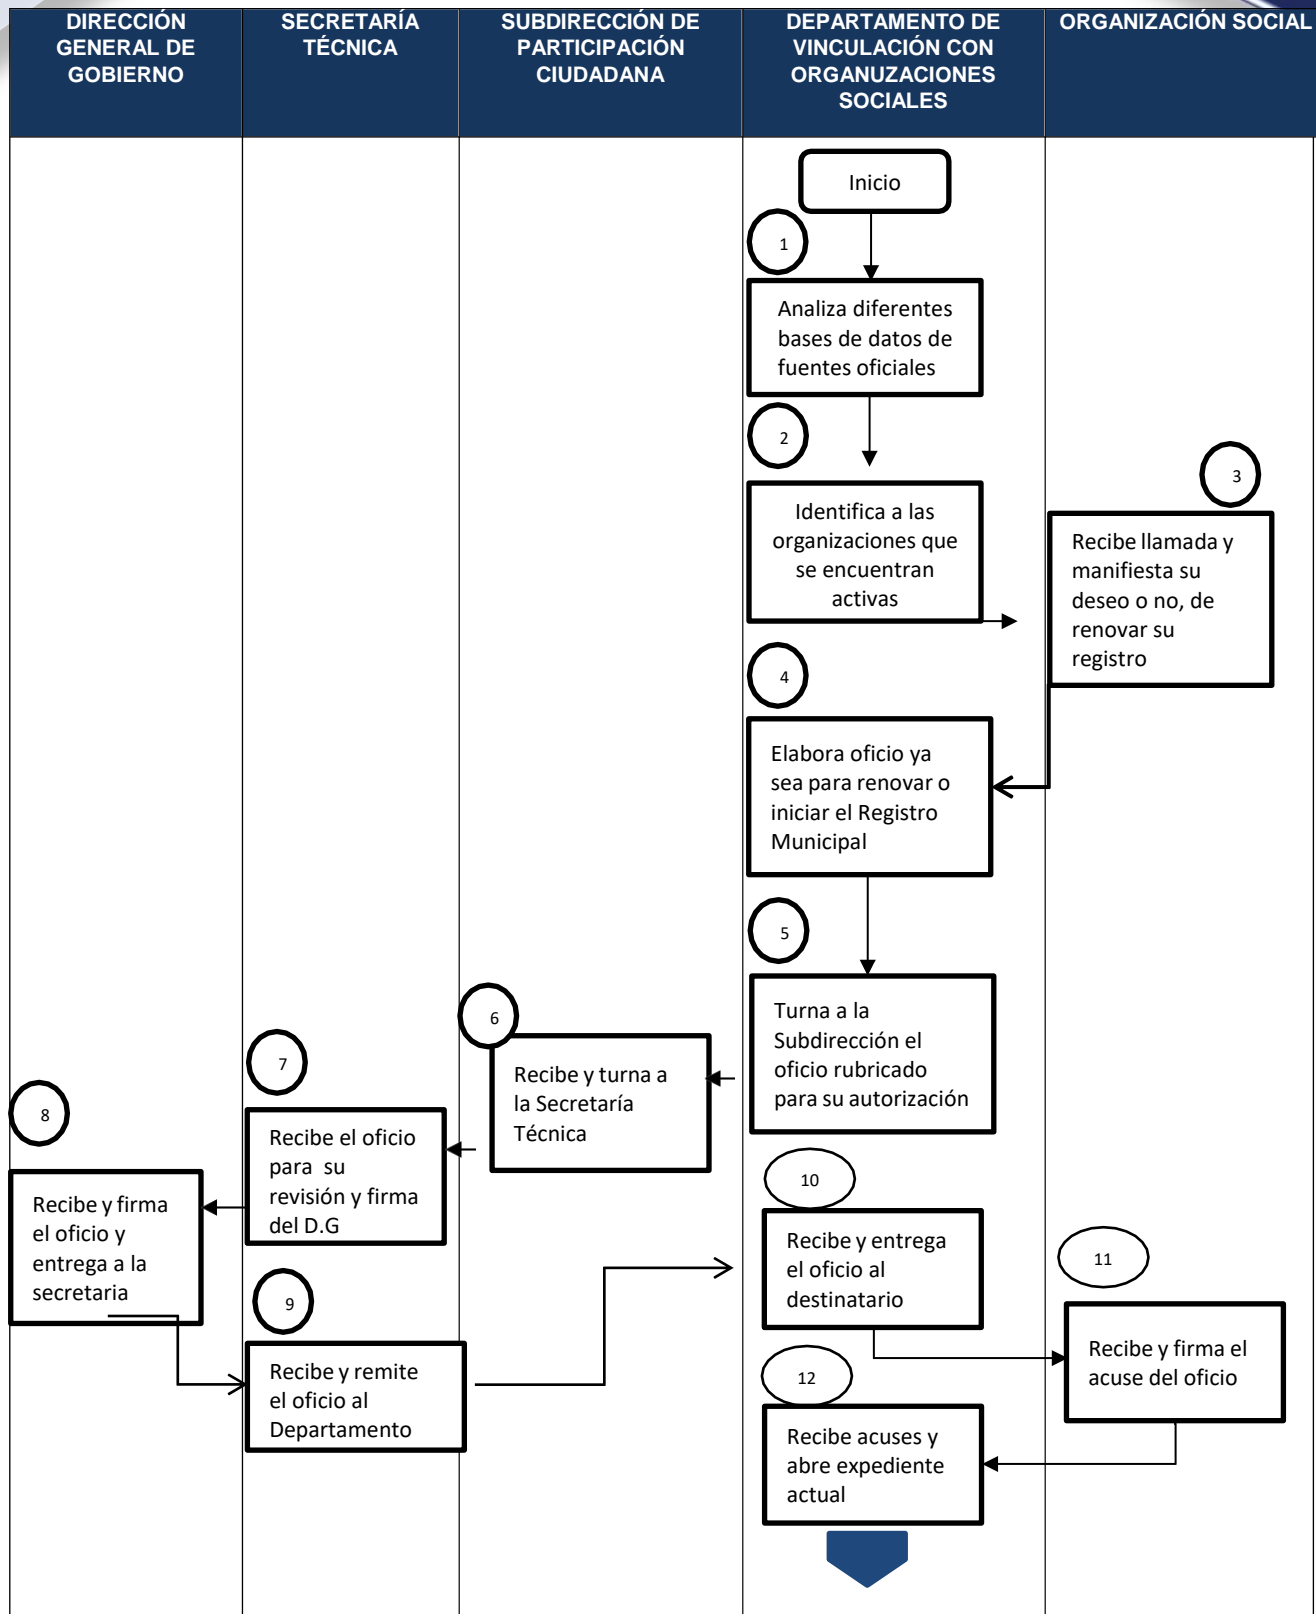 DIRECCIÓN
GENERAL DE
GOBIERNO
SECRETARÍA
TÉCNICA
SUBDIRECCIÓN DE
PARTICIPACIÓN
CIUDADANA
DEPARTAMENTO DE
VINCULACIÓN CON
ORGANUZACIONES
SOCIALES
ORGANIZACIÓN SOCIAL
Inicio
1
Analiza diferentes
bases de datos de
fuentes oficiales
2
Identifica a las
organizaciones que
se encuentran
activas
3
Recibe llamada y
manifiesta su
deseo o no, de
renovar su
registro
4
Elabora oficio ya
sea para renovar o
iniciar el Registro
Municipal
5
Turna a la
Subdirección el
oficio rubricado
para su autorización
6
Recibe y turna a
la Secretaría
Técnica
7
Recibe el oficio
para su
revisión y firma
del D.G
8
Recibe y firma
el oficio y
entrega a la
secretaria
9
Recibe y remite
el oficio al
Departamento
10
Recibe y entrega
el oficio al
destinatario
11
Recibe y firma el
acuse del oficio
12
Recibe acuses y
abre expediente
actual